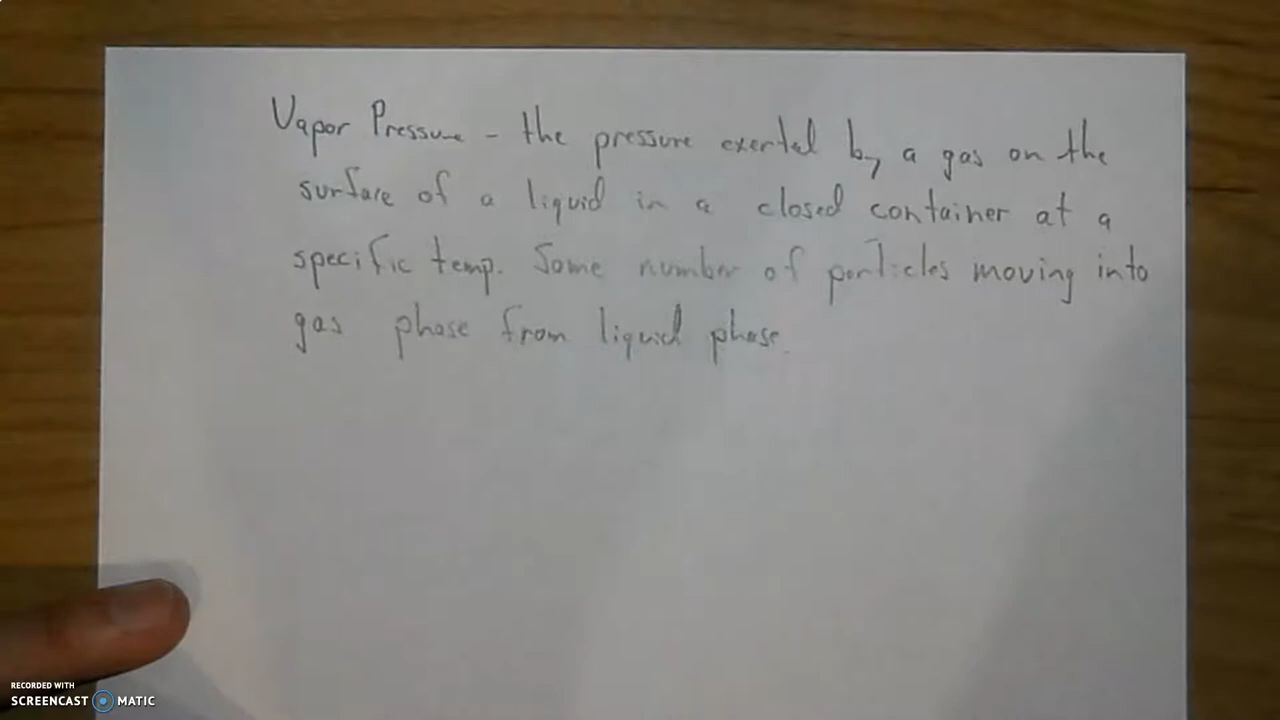 Vapor Pressure - the pressure exerted by a gas on the
surface of a liquid in a closed container at a
specific temp. Some number of particles moving into
gas phase from liquid phase.
RECORDED WITH
SCREENCAST MATIC